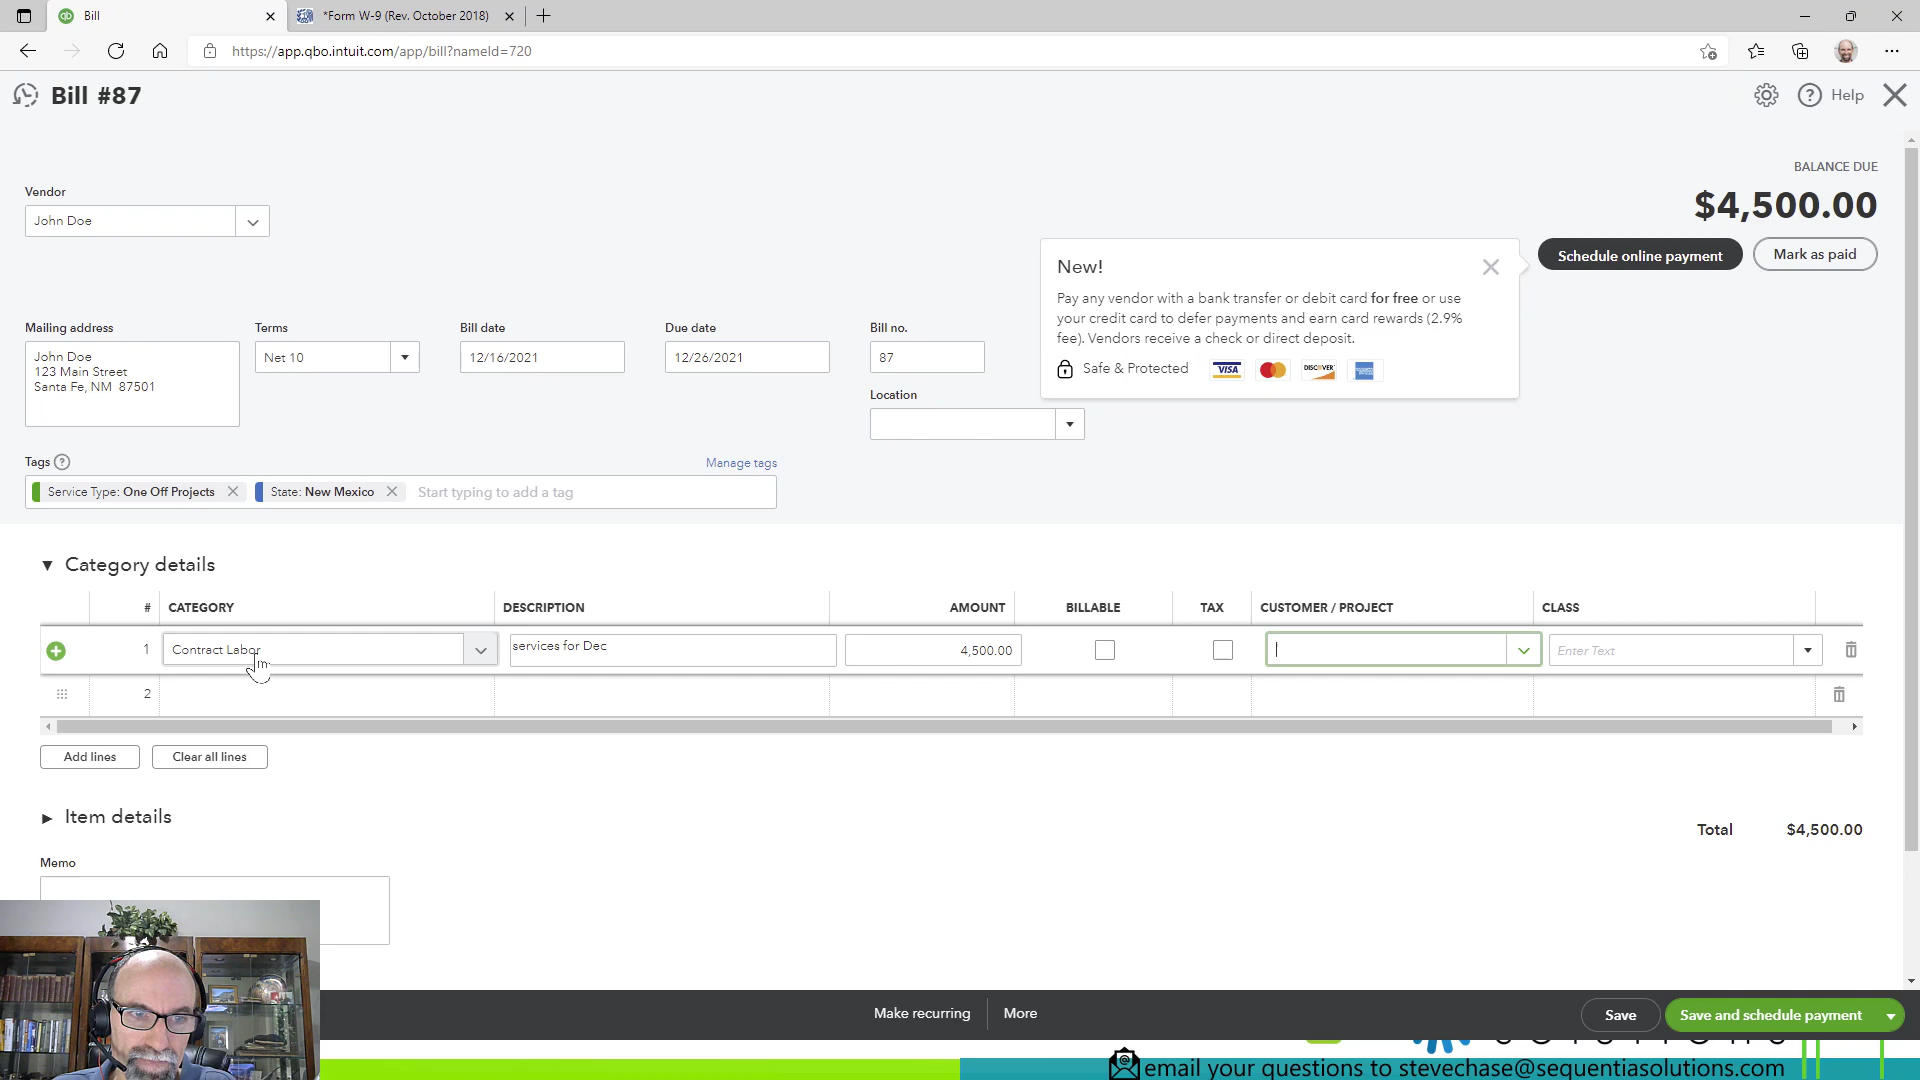 Bill
*Form W-9 (Rev. October 2018)
https://app.qbo.intuit.com/app/bill?nameId=720
Bill #87
Help
BALANCE DUE
$4,500.00
Vendor
John Doe
Schedule online payment
Mark as paid
New!
Pay any vendor with a bank transfer or debit card for free or use
your credit card to defer payments and earn card rewards (2.9%
fee). Vendors receive a check or direct deposit.
Safe & Protected
VISA
DISCOVER
Mailing address
Terms
Bill date
Due date
Bill no.
John Doe
123 Main Street
Santa Fe, NM 87501
Net 10
12/16/2021
12/26/2021
87
Location
Tags
Manage tags
Service Type: One Off Projects
State: New Mexico
Start typing to add a tag
Category details
# CATEGORY DESCRIPTION AMOUNT BILLABLE TAX CUSTOMER / PROJECT CLASS
1 Contract Labor services for Dec 4,500.00 Enter Text
2
Add lines
Clear all lines
Item details
Total $4,500.00
Memo
Make recurring
More
Save
Save and schedule payment
email your questions to stevechase@sequentiasolutions.com